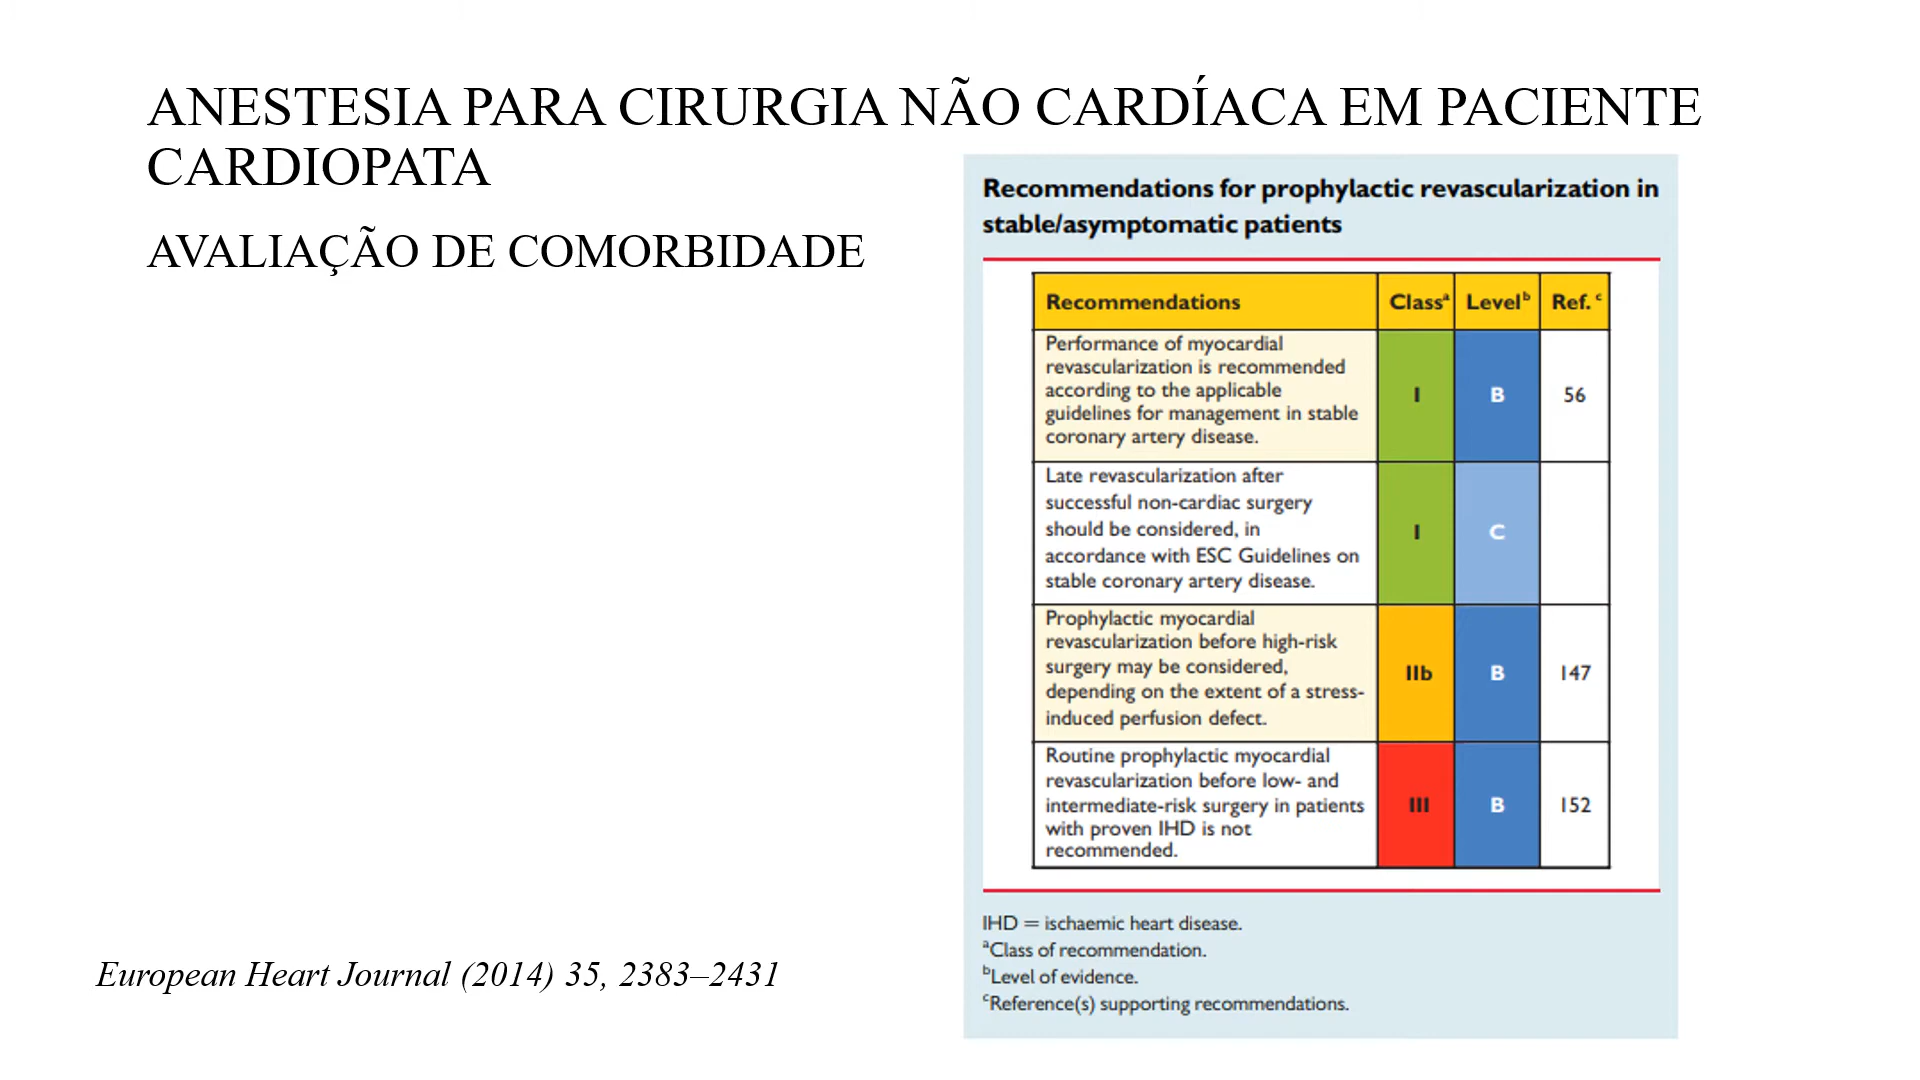 ANESTESIA PARA CIRURGIA NÃO CARDÍACA EM PACIENTE
CARDIOPATA
AVALIAÇÃO DE COMORBIDADE
European Heart Journal (2014) 35, 2383–2431
Recommendations for prophylactic revascularization in
stable/asymptomatic patients
Recommendations Class^a Level^b Ref.^c
Performance of myocardial
revascularization is recommended
according to the applicable
guidelines for management in stable
coronary artery disease.
I B 56
Late revascularization after
successful non-cardiac surgery
should be considered, in
accordance with ESC Guidelines on
stable coronary artery disease.
I C
Prophylactic myocardial
revascularization before high-risk
surgery may be considered,
depending on the extent of a stress-
induced perfusion defect.
IIb B 147
Routine prophylactic myocardial
revascularization before low- and
intermediate-risk surgery in patients
with proven IHD is not
recommended.
III B 152
IHD = ischaemic heart disease.
^aClass of recommendation.
^bLevel of evidence.
^cReference(s) supporting recommendations.